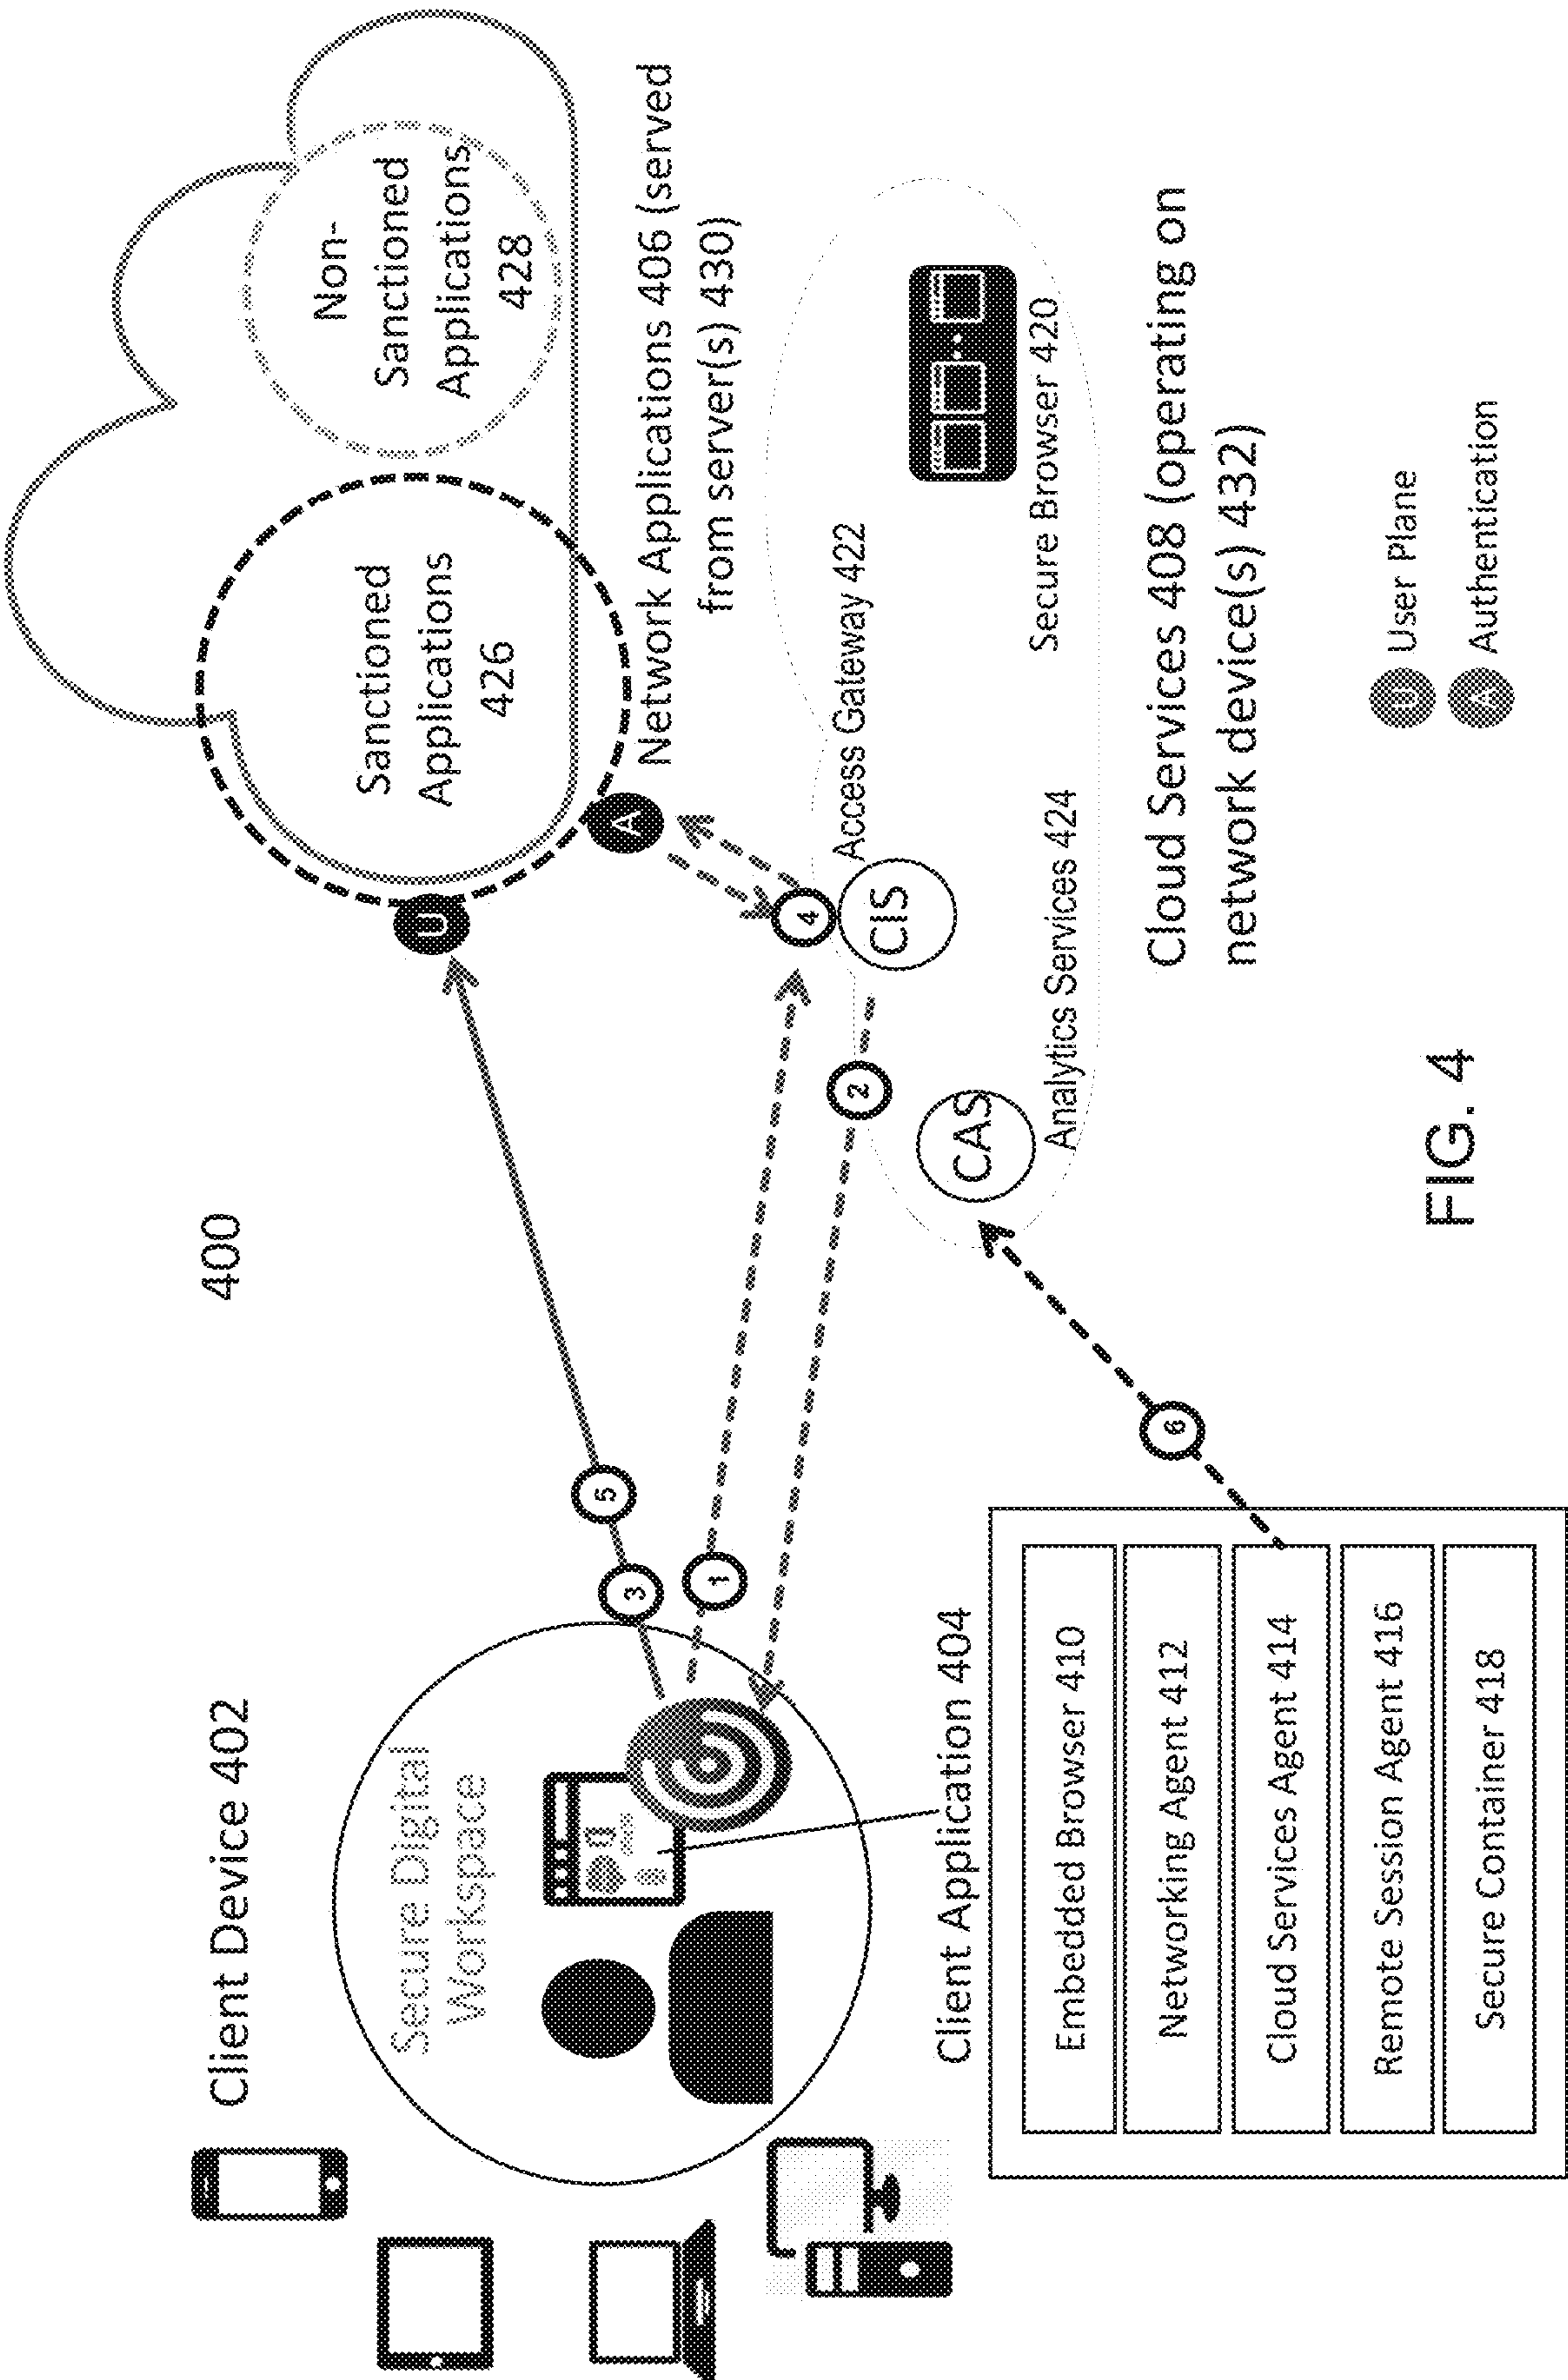 400
Client Device 402
Secure Digital
Workspace
Client Application 404
Embedded Browser 410
Networking Agent 412
Cloud Services Agent 414
Remote Session Agent 416
Secure Container 418
1
2
3
4
5
6
U
A
Sanctioned
Applications
426
Non-
Sanctioned
Applications
428
Network Applications 406 (served
from server(s) 430)
Access Gateway 422
CIS
CAS
Analytics Services 424
Secure Browser 420
Cloud Services 408 (operating on
network device(s) 432)
U User Plane
A Authentication
FIG. 4